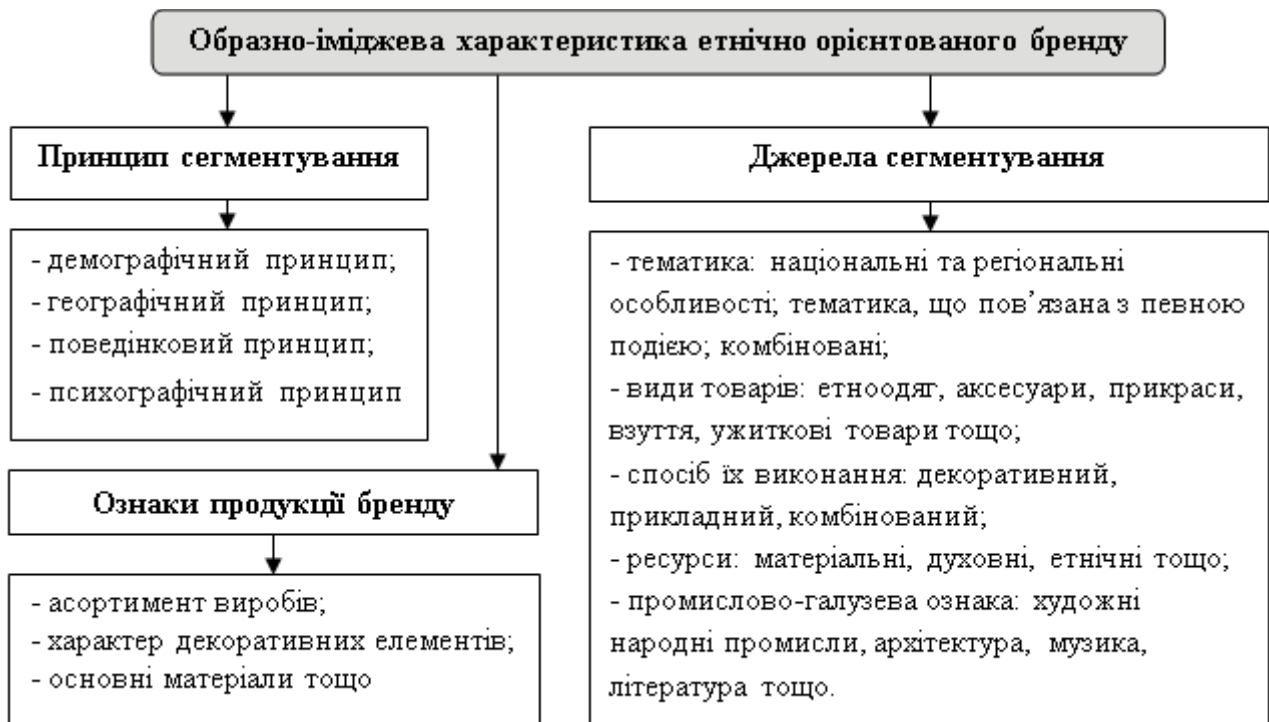 Образно-іміджева характеристика етнічно орієнтованого бренду
Принцип сегментування
- демографічний принцип;
- географічний принцип;
- поведінковий принцип;
- психографічний принцип
Ознаки продукції бренду
- асортимент виробів;
- характер декоративних елементів;
- основні матеріали тощо
Джерела сегментування
- тематика: національні та регіональні
особливості; тематика, що пов’язана з певною
подією; комбіновані;
- види товарів: етноодяг, аксесуари, прикраси,
взуття, ужиткові товари тощо;
- спосіб їх виконання: декоративний,
прикладний, комбінований;
- ресурси: матеріальні, духовні, етнічні тощо;
- промислово-галузева ознака: художні
народні промисли, архітектура, музика,
література тощо.